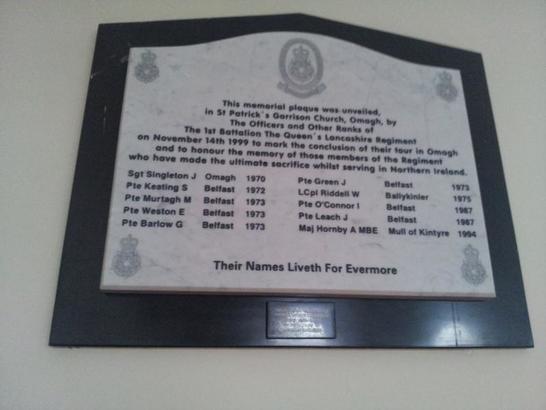 This memorial plaque was unveiled,
in St Patrick's Garrison Church, Omagh, by
The Officers and Other Ranks of
The 1st Battalion The Queen's Lancashire Regiment
on November 14th 1999 to mark the conclusion of their tour in Omagh
and to honour the memory of those members of the Regiment
who have made the ultimate sacrifice whilst serving in Northern Ireland.
Sgt Singleton J Omagh 1970
Pte Keating S Belfast 1972
Pte Murtagh M Belfast 1973
Pte Weston E Belfast 1973
Pte Barlow G Belfast 1973
Pte Green J Belfast 1973
LCpl Riddell W Ballykinler 1975
Pte O'Connor I Belfast 1987
Pte Leach J Belfast 1987
Maj Hornby A MBE Mull of Kintyre 1994
Their Names Liveth For Evermore